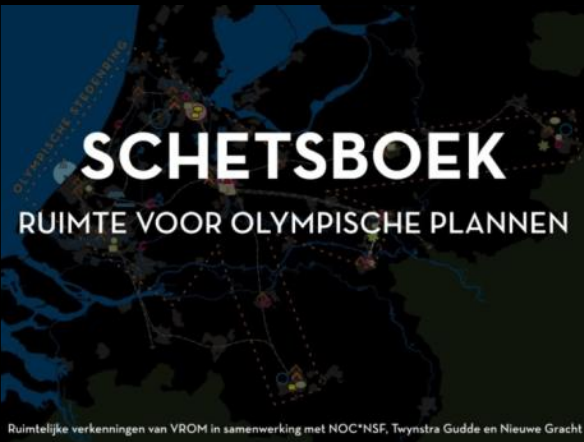 OLYMPISCHE STEDENRING
SCHETSBOEK
RUIMTE VOOR OLYMPISCHE PLANNEN
Ruimtelijke verkenningen van VROM in samenwerking met NOC*NSF, Twynstra Gudde en Nieuwe Gracht